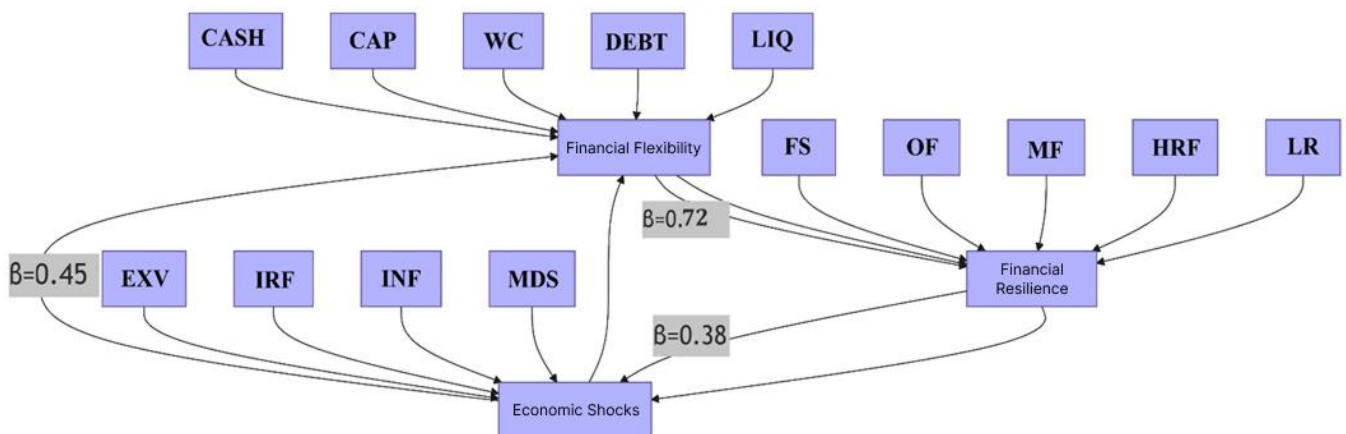 CASH
CAP
WC
DEBT
LIQ
Financial Flexibility
FS
OF
MF
HRF
LR
β=0.72
β=0.45
EXV
IRF
INF
MDS
Financial
Resilience
β=0.38
Economic Shocks